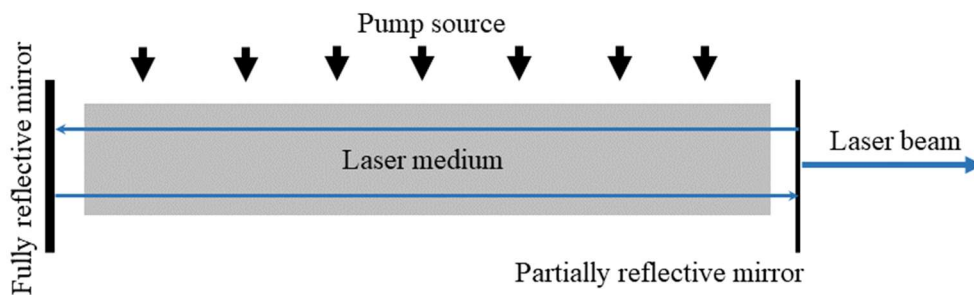 Pump source
Fully reflective mirror
Laser medium
Laser beam
Partially reflective mirror